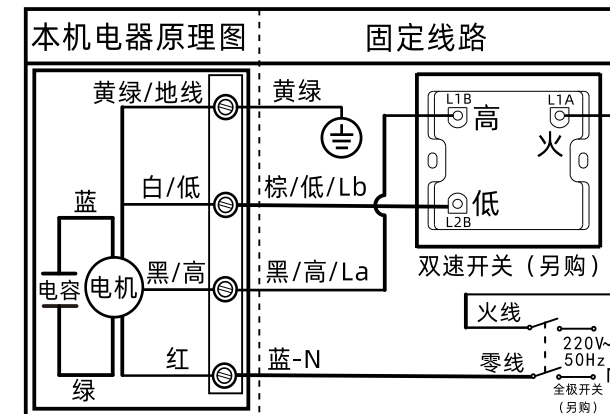 本机电器原理图 固定线路
黄绿/地线 黄绿
L1B L1A
高
火
白/低 棕/低/Lb
低
L2B
蓝
双速开关（另购）
黑/高 黑/高/La
电容 电机
火线
220V~
50Hz
红 蓝-N 零线
绿
全极开关
（另购）